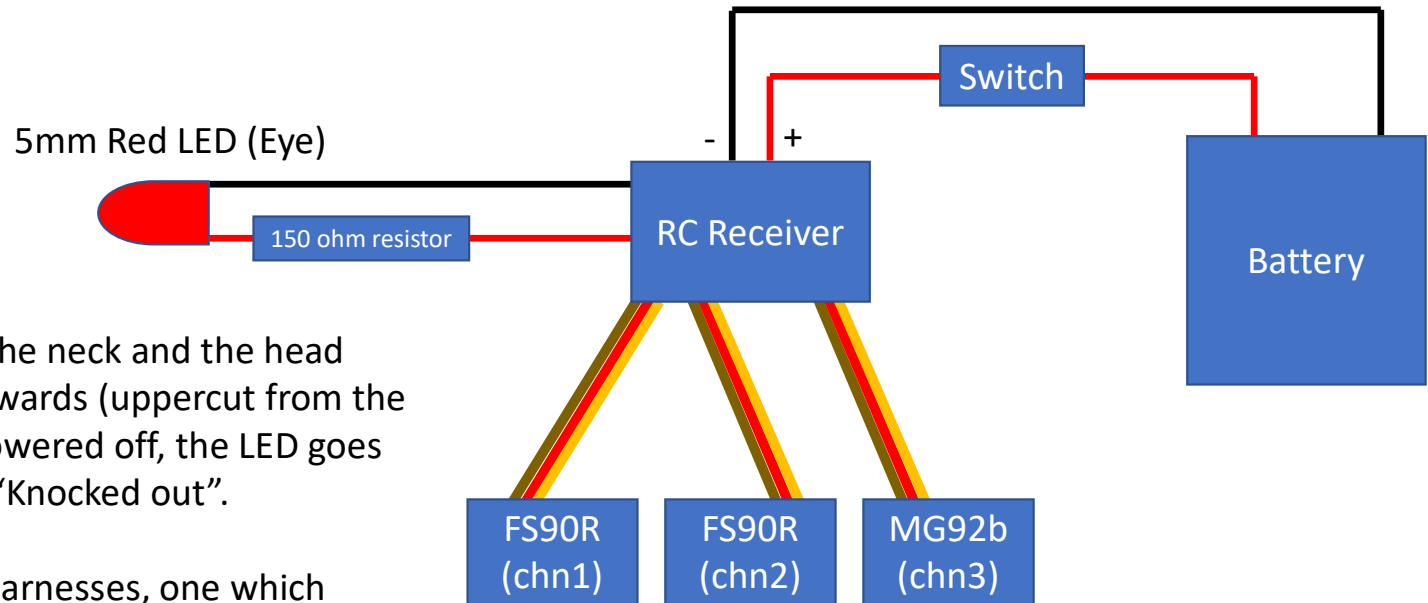 - +
Switch
5mm Red LED (Eye)
150 ohm resistor
RC Receiver
Battery
he neck and the head
wards (uppercut from the
owered off, the LED goes
“Knocked out”.
arnesses, one which
FS90R
(chn1)
FS90R
(chn2)
MG92b
(chn3)